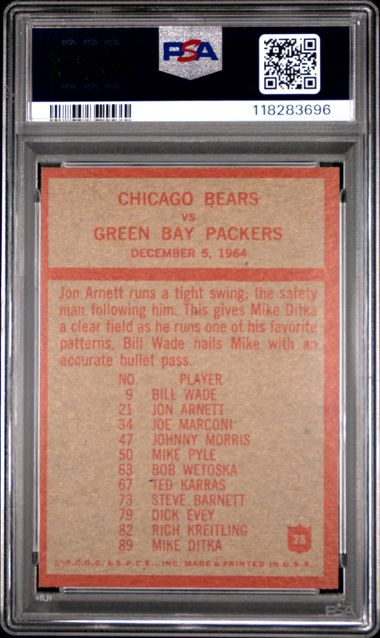 PSA
118283696
CHICAGO BEARS
VS
GREEN BAY PACKERS
DECEMBER 5, 1964
Jon Arnett runs a tight swing; the safety
man following him. This gives Mike Ditka
a clear field as he runs one of his favorite
patterns. Bill Wade nails Mike with an
accurate bullet pass.
NO. PLAYER
9 BILL WADE
21 JON ARNETT
34 JOE MARCONI
47 JOHNNY MORRIS
50 MIKE PYLE
63 BOB WETOSKA
67 TED KARRAS
73 STEVE BARNETT
79 DICK EVEY
82 RICH KREITLING
89 MIKE DITKA
28
P.C.G.C. & S.P.C.E., INC. MADE & PRINTED IN U.S.A.
PSA